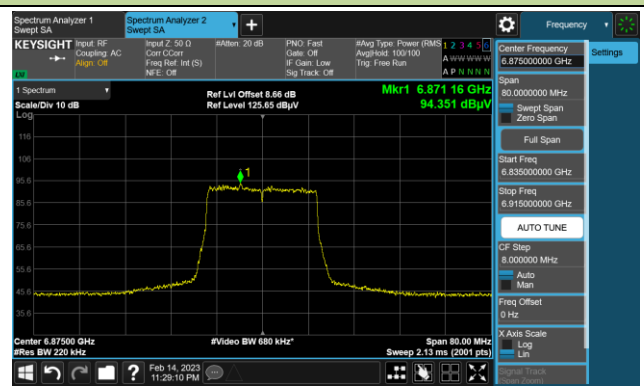 Spectrum Analyzer 1
Swept SA
Spectrum Analyzer 2
Swept SA
Frequency
KEYSIGHT
Input: RF
Coupling: AC
Align: Off
Input Z: 50 Ω
Corr CCorr
Freq Ref: Int (S)
NFE: Off
#Atten: 20 dB
PNO: Fast
Gate: Off
IF Gain: Low
Sig Track: Off
#Avg Type: Power (RMS
Avg|Hold: 100/100
Trig: Free Run
1 2 3 4 5 6
A W W W W W
A P N N N N
LXI
Center Frequency
6.875000000 GHz
Settings
Span
80.0000000 MHz
Swept Span
Zero Span
Full Span
Start Freq
6.835000000 GHz
Stop Freq
6.915000000 GHz
AUTO TUNE
CF Step
8.000000 MHz
Auto
Man
Freq Offset
0 Hz
X Axis Scale
Log
Lin
Signal Track
(Span Zoom)
1 Spectrum
Scale/Div 10 dB
Log
Ref Lvl Offset 8.66 dB
Ref Level 125.65 dBµV
Mkr1 6.871 16 GHz
94.351 dBµV
116
106
95.6
85.6
75.6
65.6
55.6
45.6
35.6
1
Center 6.87500 GHz
#Res BW 220 kHz
#Video BW 680 kHz*
Span 80.00 MHz
Sweep 2.13 ms (2001 pts)
Feb 14, 2023
11:29:10 PM